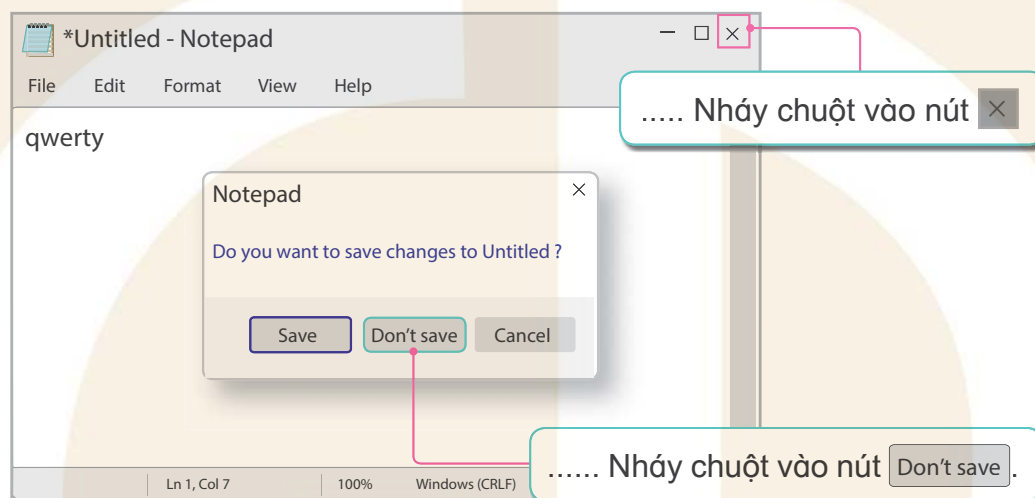 *Untitled - Notepad
File Edit Format View Help
..... Nháy chuột vào nút ×
qwerty
Notepad
Do you want to save changes to Untitled ?
Save Don't save Cancel
...... Nháy chuột vào nút Don't save.
Ln 1, Col 7 100% Windows (CRLF)